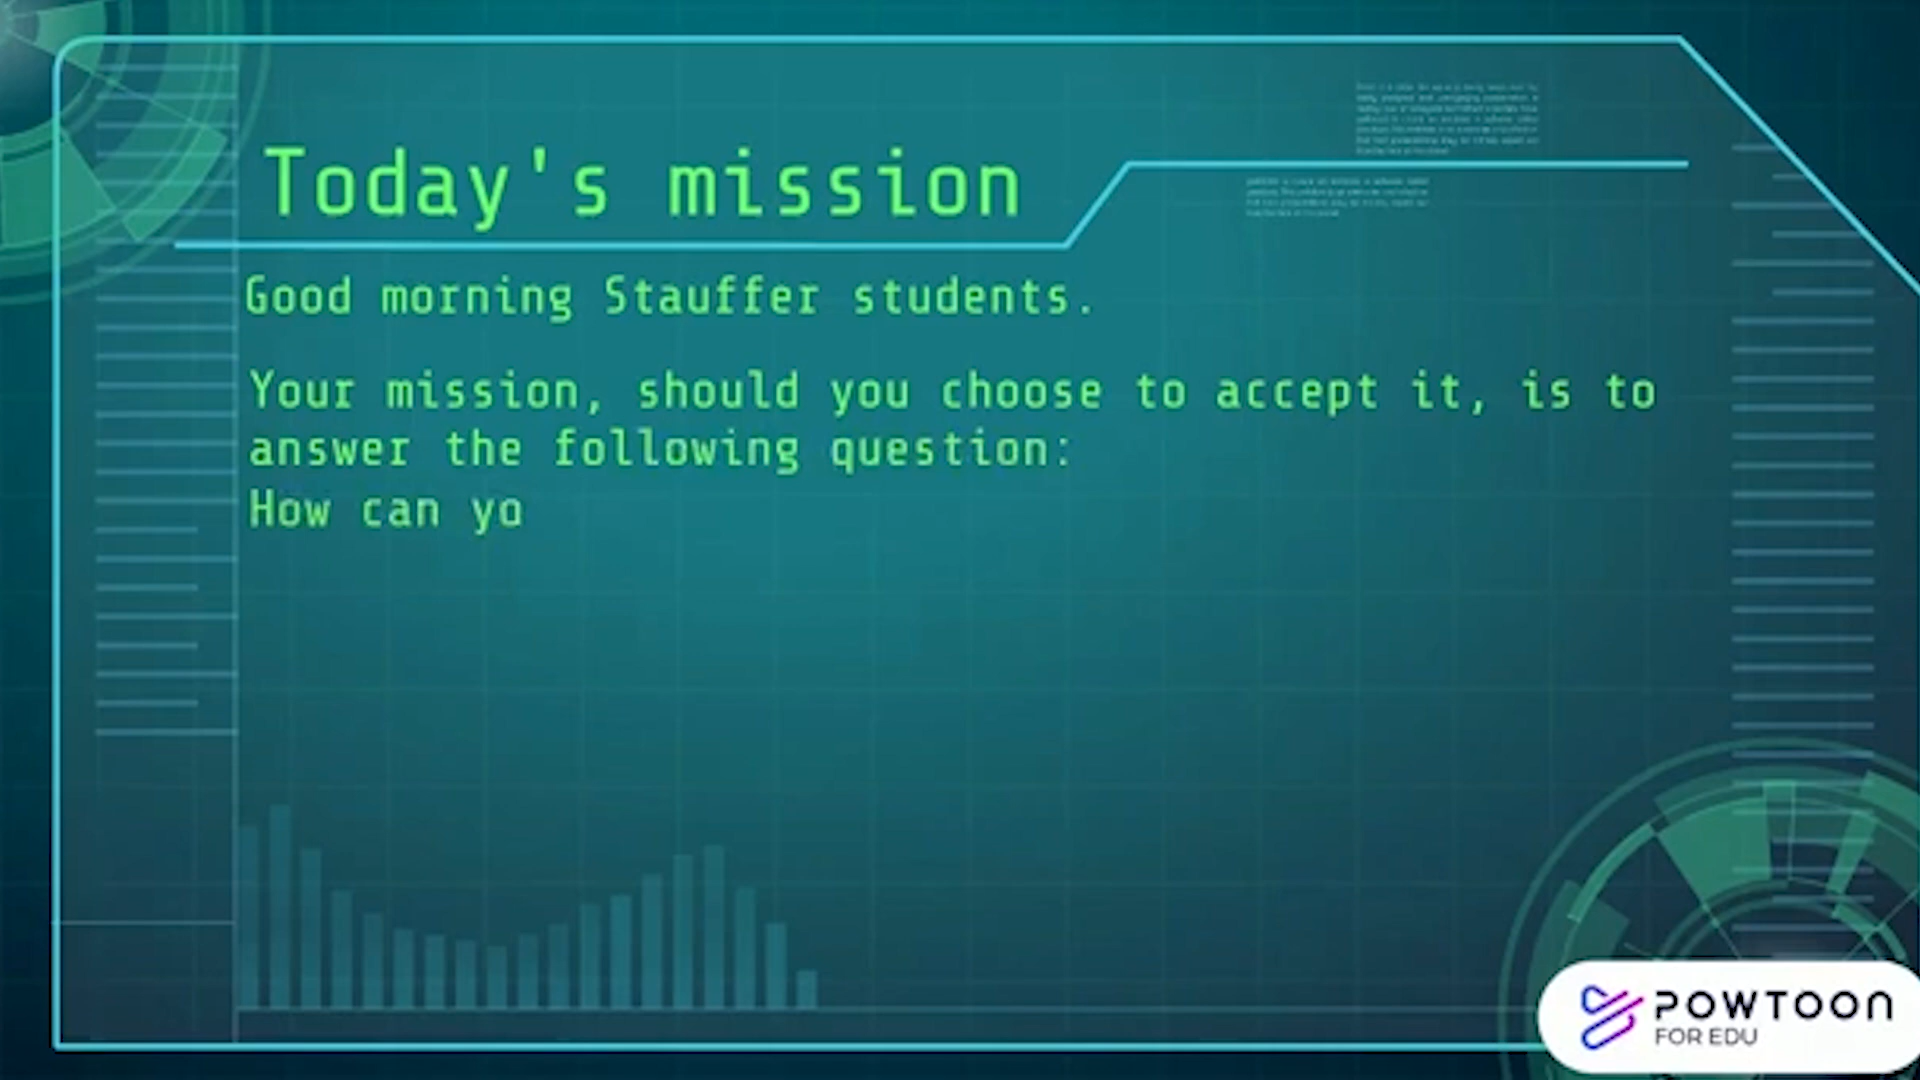 Today's mission
Good morning Stauffer students.
Your mission, should you choose to accept it, is to
answer the following question:
How can yo
POWTOON
FOR EDU